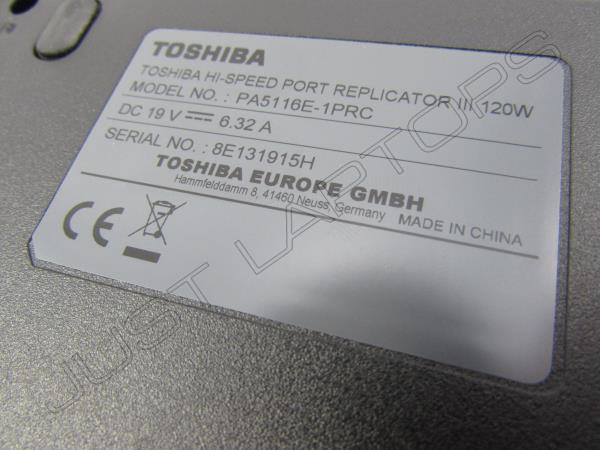 TOSHIBA
TOSHIBA HI-SPEED PORT REPLICATOR III 120W
MODEL NO. : PA5116E-1PRC
DC 19 V 6.32 A
SERIAL NO. : 8E131915H
TOSHIBA EUROPE GMBH
Hammfelddamm 8, 41460 Neuss, Germany MADE IN CHINA
CE
JUST LAPTOPS